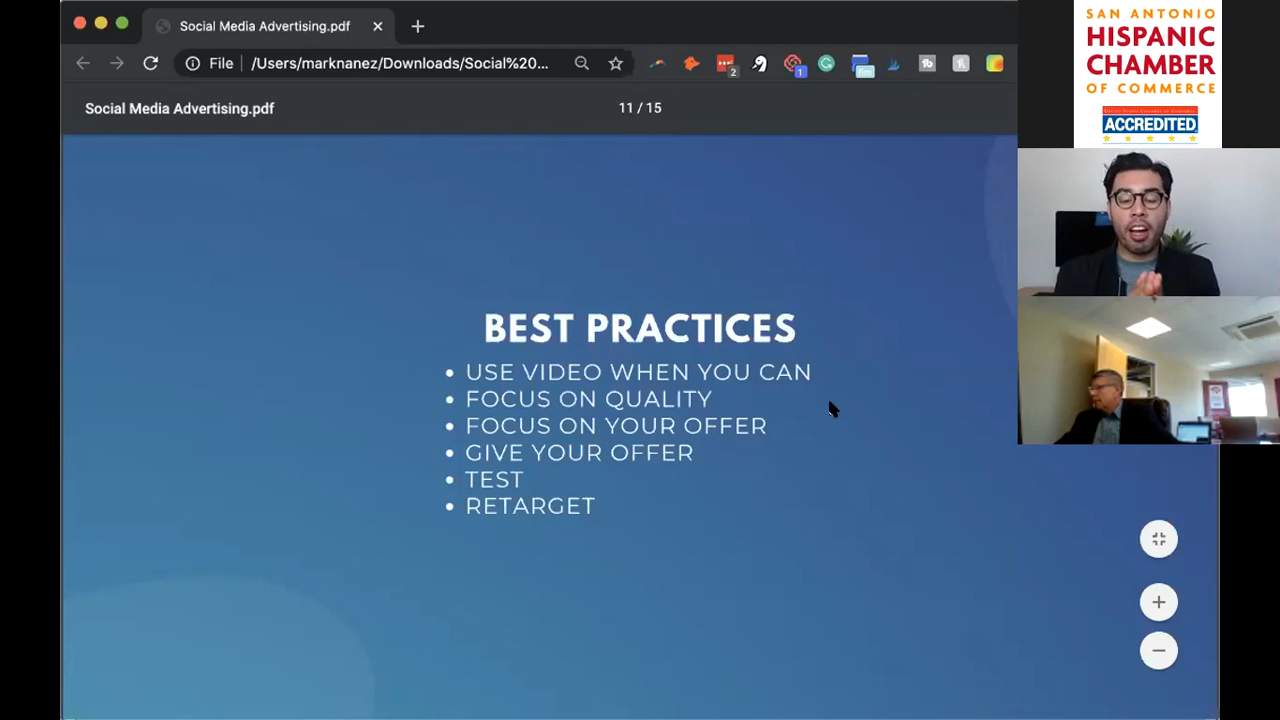 Social Media Advertising.pdf
File
/Users/marknanez/Downloads/Social%20...
2
1
Social Media Advertising.pdf
11 / 15
BEST PRACTICES
• USE VIDEO WHEN YOU CAN
• FOCUS ON QUALITY
• FOCUS ON YOUR OFFER
• GIVE YOUR OFFER
• TEST
• RETARGET
SAN ANTONIO
HISPANIC
CHAMBER
OF COMMERCE
ACCREDITED